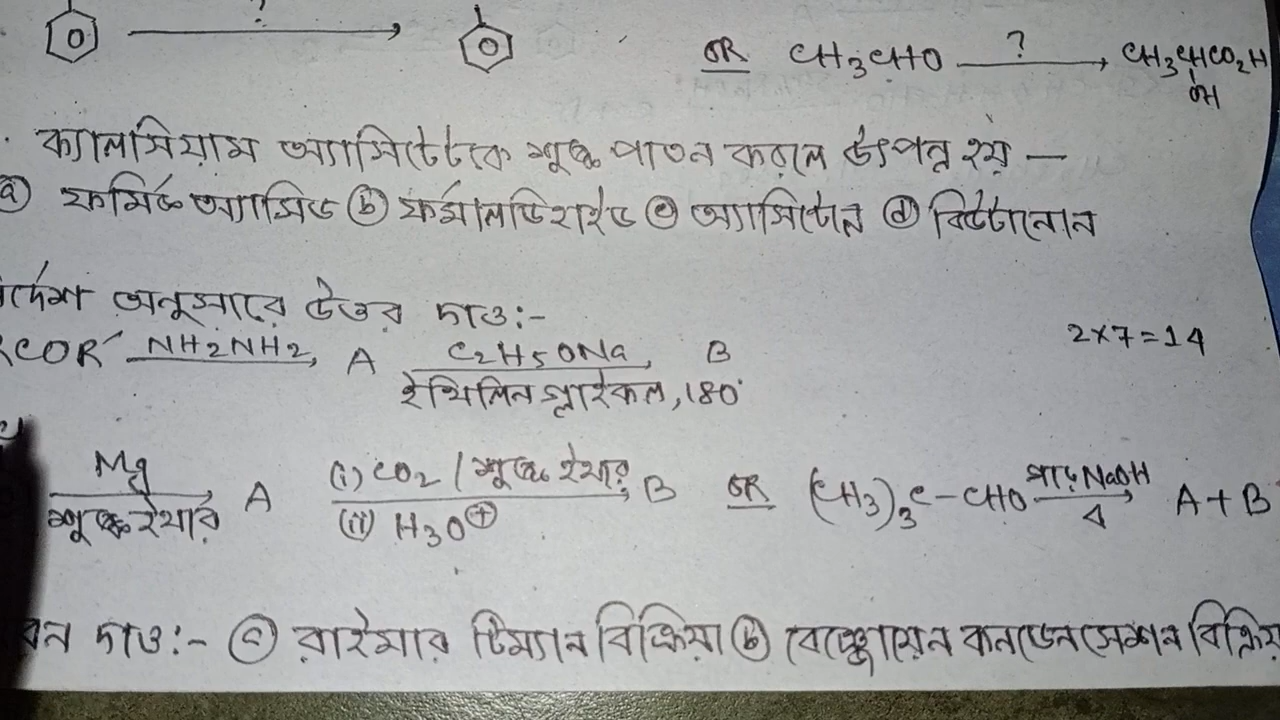 ?
OR CH3CHO ? CH3CHCO2H
OH
ক্যালসিয়াম অ্যাসিটেটকে শুষ্ক পাতন করলে উৎপন্ন হয় —
ⓐ ফর্মিক অ্যাসিড ⓑ ফর্মালডিহাইড ⓒ অ্যাসিটোন ⓓ বিউটানোন
অনুসারে উত্তর দাও:-
2×7=14
COR′ NH2NH2 A C2H5ONa B
ইথিলিন গ্লাইকল, 180°
Mg A (i) CO2 / শুষ্ক ইথার B OR (CH3)3C-CHO গাঢ় NaOH A+B
শুষ্ক ইথার (ii) H3O⊕ Δ
দাও:- ⓐ রাইমার টিম্যান বিক্রিয়া ⓑ বেঞ্জোয়েন কনডেনসেশন বিক্রিয়